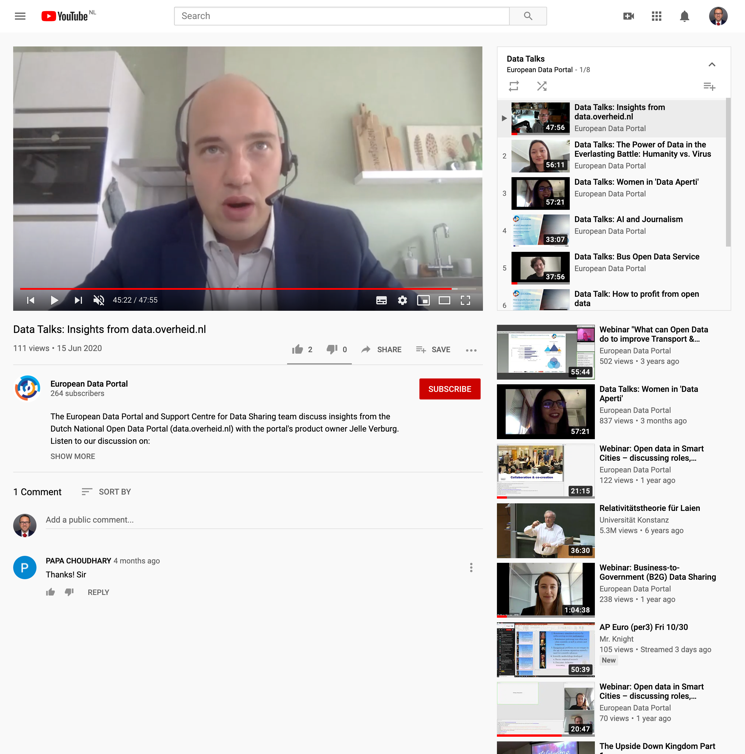 YouTube NL
Search
45:22 / 47:55
Data Talks: Insights from data.overheid.nl
111 views • 15 Jun 2020
2
0
SHARE
SAVE
European Data Portal
264 subscribers
SUBSCRIBE
The European Data Portal and Support Centre for Data Sharing team discuss insights from the
Dutch National Open Data Portal (data.overheid.nl) with the portal's product owner Jelle Verburg.
Listen to our discussion on:
SHOW MORE
1 Comment
SORT BY
Add a public comment...
P
PAPA CHOUDHARY 4 months ago
Thanks! Sir
REPLY
Data Talks
European Data Portal - 1/8
47:56
Data Talks: Insights from
data.overheid.nl
European Data Portal
2
56:11
Data Talks: The Power of Data in the
Everlasting Battle: Humanity vs. Virus
European Data Portal
3
57:21
Data Talks: Women in 'Data Aperti'
European Data Portal
4
33:07
Data Talks: AI and Journalism
European Data Portal
5
37:56
Data Talks: Bus Open Data Service
European Data Portal
6
Data Talk: How to profit from open
data
55:44
Webinar "What can Open Data
do to improve Transport &...
European Data Portal
502 views • 3 years ago
57:21
Data Talks: Women in 'Data
Aperti'
European Data Portal
837 views • 3 months ago
Collaboration & co-creation
21:15
Webinar: Open data in Smart
Cities – discussing roles,...
European Data Portal
122 views • 1 year ago
36:30
Relativitätstheorie für Laien
Universität Konstanz
5.3M views • 6 years ago
1:04:38
Webinar: Business-to-
Government (B2G) Data Sharing
European Data Portal
238 views • 1 year ago
50:39
AP Euro (per3) Fri 10/30
Mr. Knight
105 views • Streamed 3 days ago
New
20:47
Webinar: Open data in Smart
Cities – discussing roles,...
European Data Portal
70 views • 1 year ago
The Upside Down Kingdom Part